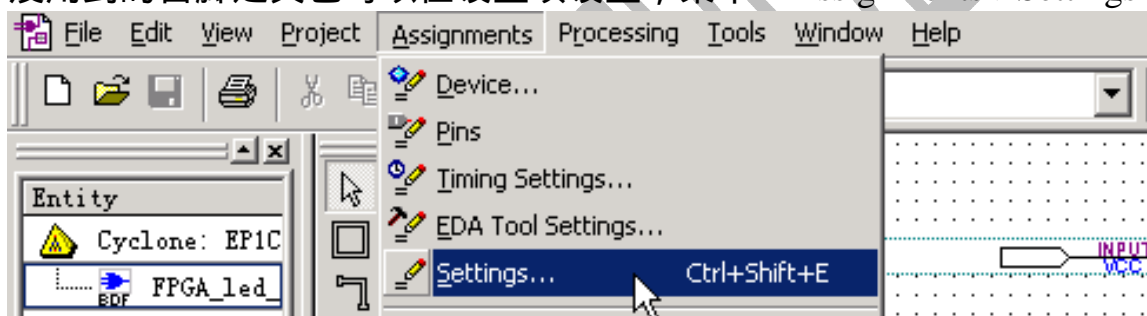 File Edit View Project Assignments Processing Tools Window Help
Device...
Pins
Timing Settings...
Entity
EDA Tool Settings...
Cyclone: EP1C
INPUT
VCC
Settings... Ctrl+Shift+E
BDF FPGA_led_